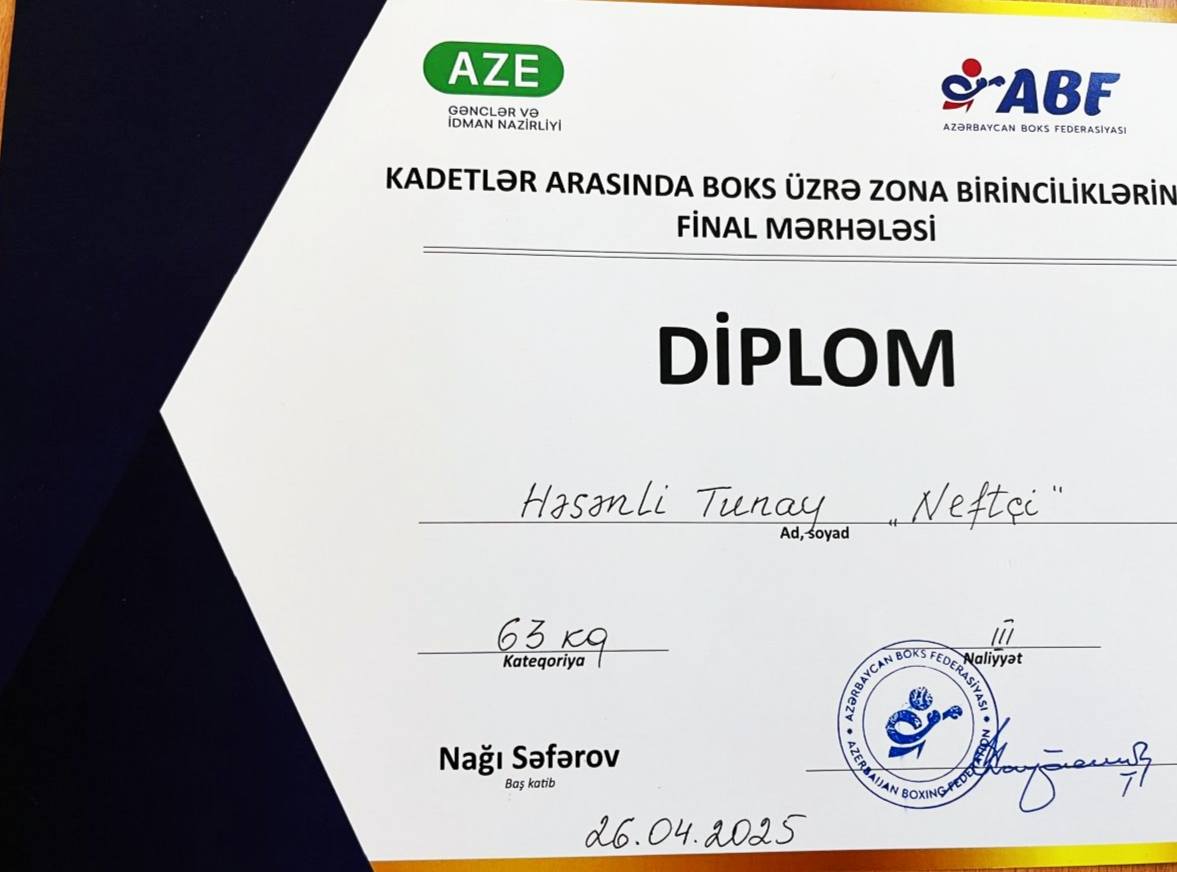 AZE
GƏNCLƏR VƏ
İDMAN NAZİRLİYİ
ABF
AZƏRBAYCAN BOKS FEDERASİYASI
KADETLƏR ARASINDA BOKS ÜZRƏ ZONA BİRİNCİLİKLƏRİN
FİNAL MƏRHƏLƏSİ
DİPLOM
Həsənli Tunay „Neftçi“
Ad, soyad
63 kq
Kateqoriya
III
Naliyyət
AZƏRBAYCAN BOKS FEDERASİYASI
AZERBAIJAN BOXING FEDERATION
Nağı Səfərov
Baş katib
26.04.2025